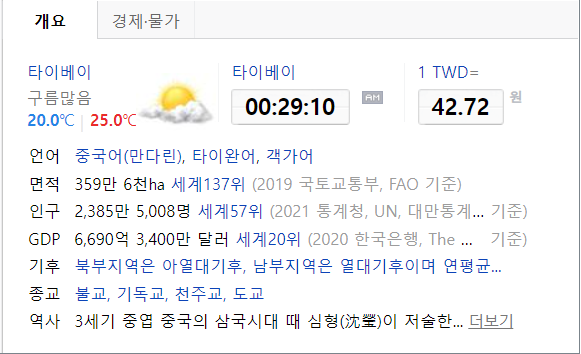 개요 경제·물가
타이베이 타이베이 1 TWD=
구름많음
20.0℃ 25.0℃ 00:29:10 AM 42.72 원
언어 중국어(만다린), 타이완어, 객가어
면적 359만 6천ha 세계137위 (2019 국토교통부, FAO 기준)
인구 2,385만 5,008명 세계57위 (2021 통계청, UN, 대만통계... 기준)
GDP 6,690억 3,400만 달러 세계20위 (2020 한국은행, The ... 기준)
기후 북부지역은 아열대기후, 남부지역은 열대기후이며 연평균...
종교 불교, 기독교, 천주교, 도교
역사 3세기 중엽 중국의 삼국시대 때 심형(沈瑩)이 저술한... 더보기